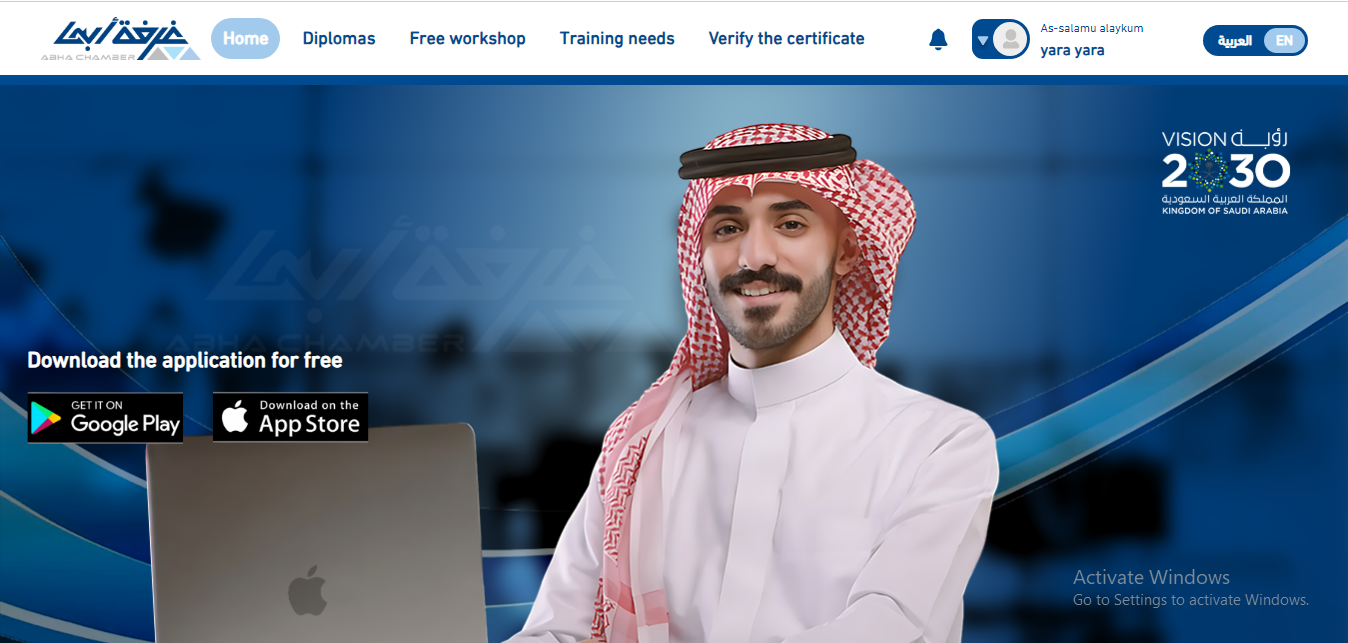 غرفة أبها
ABHA CHAMBER
Home
Diplomas
Free workshop
Training needs
Verify the certificate
As-salamu alaykum
yara yara
العربية
EN
VISION رؤيـــة
2030
المملكة العربية السعودية
KINGDOM OF SAUDI ARABIA
غرفة أبها
ABHA CHAMBER
Download the application for free
GET IT ON
Google Play
Download on the
App Store
Activate Windows
Go to Settings to activate Windows.